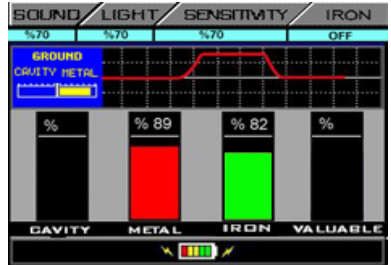 SOUND LIGHT SENSITIVITY IRON
%70 %70 %70 OFF
GROUND
CAVITY METAL
% % 89 % 82 %
CAVITY METAL IRON VALUABLE